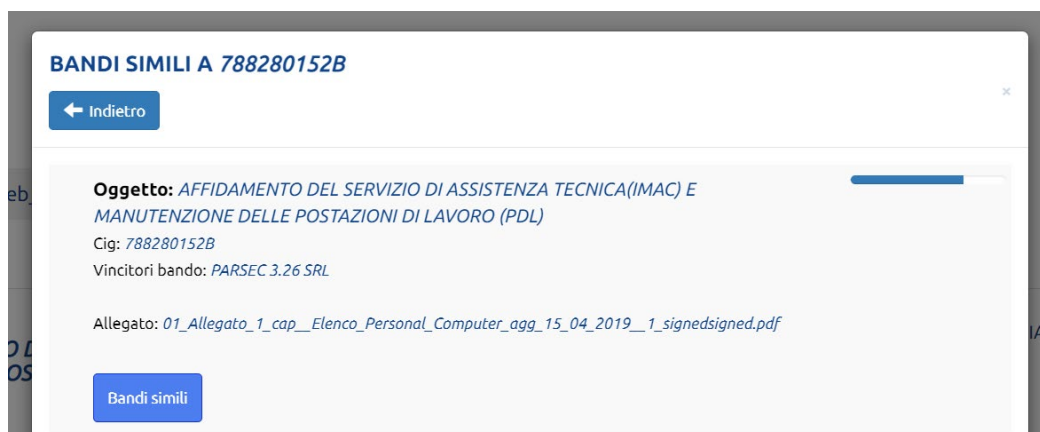 BANDI SIMILI A 788280152B
Indietro
×
Oggetto: AFFIDAMENTO DEL SERVIZIO DI ASSISTENZA TECNICA(IMAC) E
MANUTENZIONE DELLE POSTAZIONI DI LAVORO (PDL)
Cig: 788280152B
Vincitori bando: PARSEC 3.26 SRL
Allegato: 01_Allegato_1_cap__Elenco_Personal_Computer_agg_15_04_2019__1_signedsigned.pdf
Bandi simili